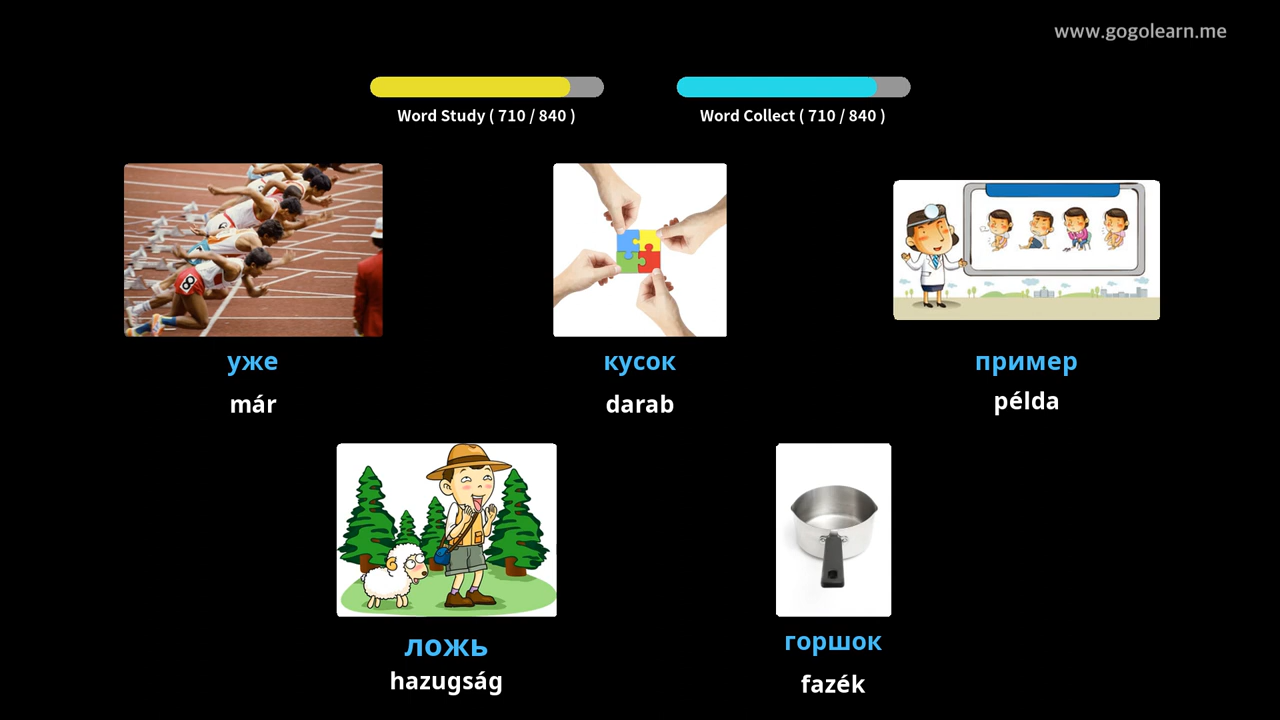 www.gogolearn.me
Word Study ( 710 / 840 )
Word Collect ( 710 / 840 )
уже
кусок
пример
már
darab
példa
ложь
горшок
hazugság
fazék